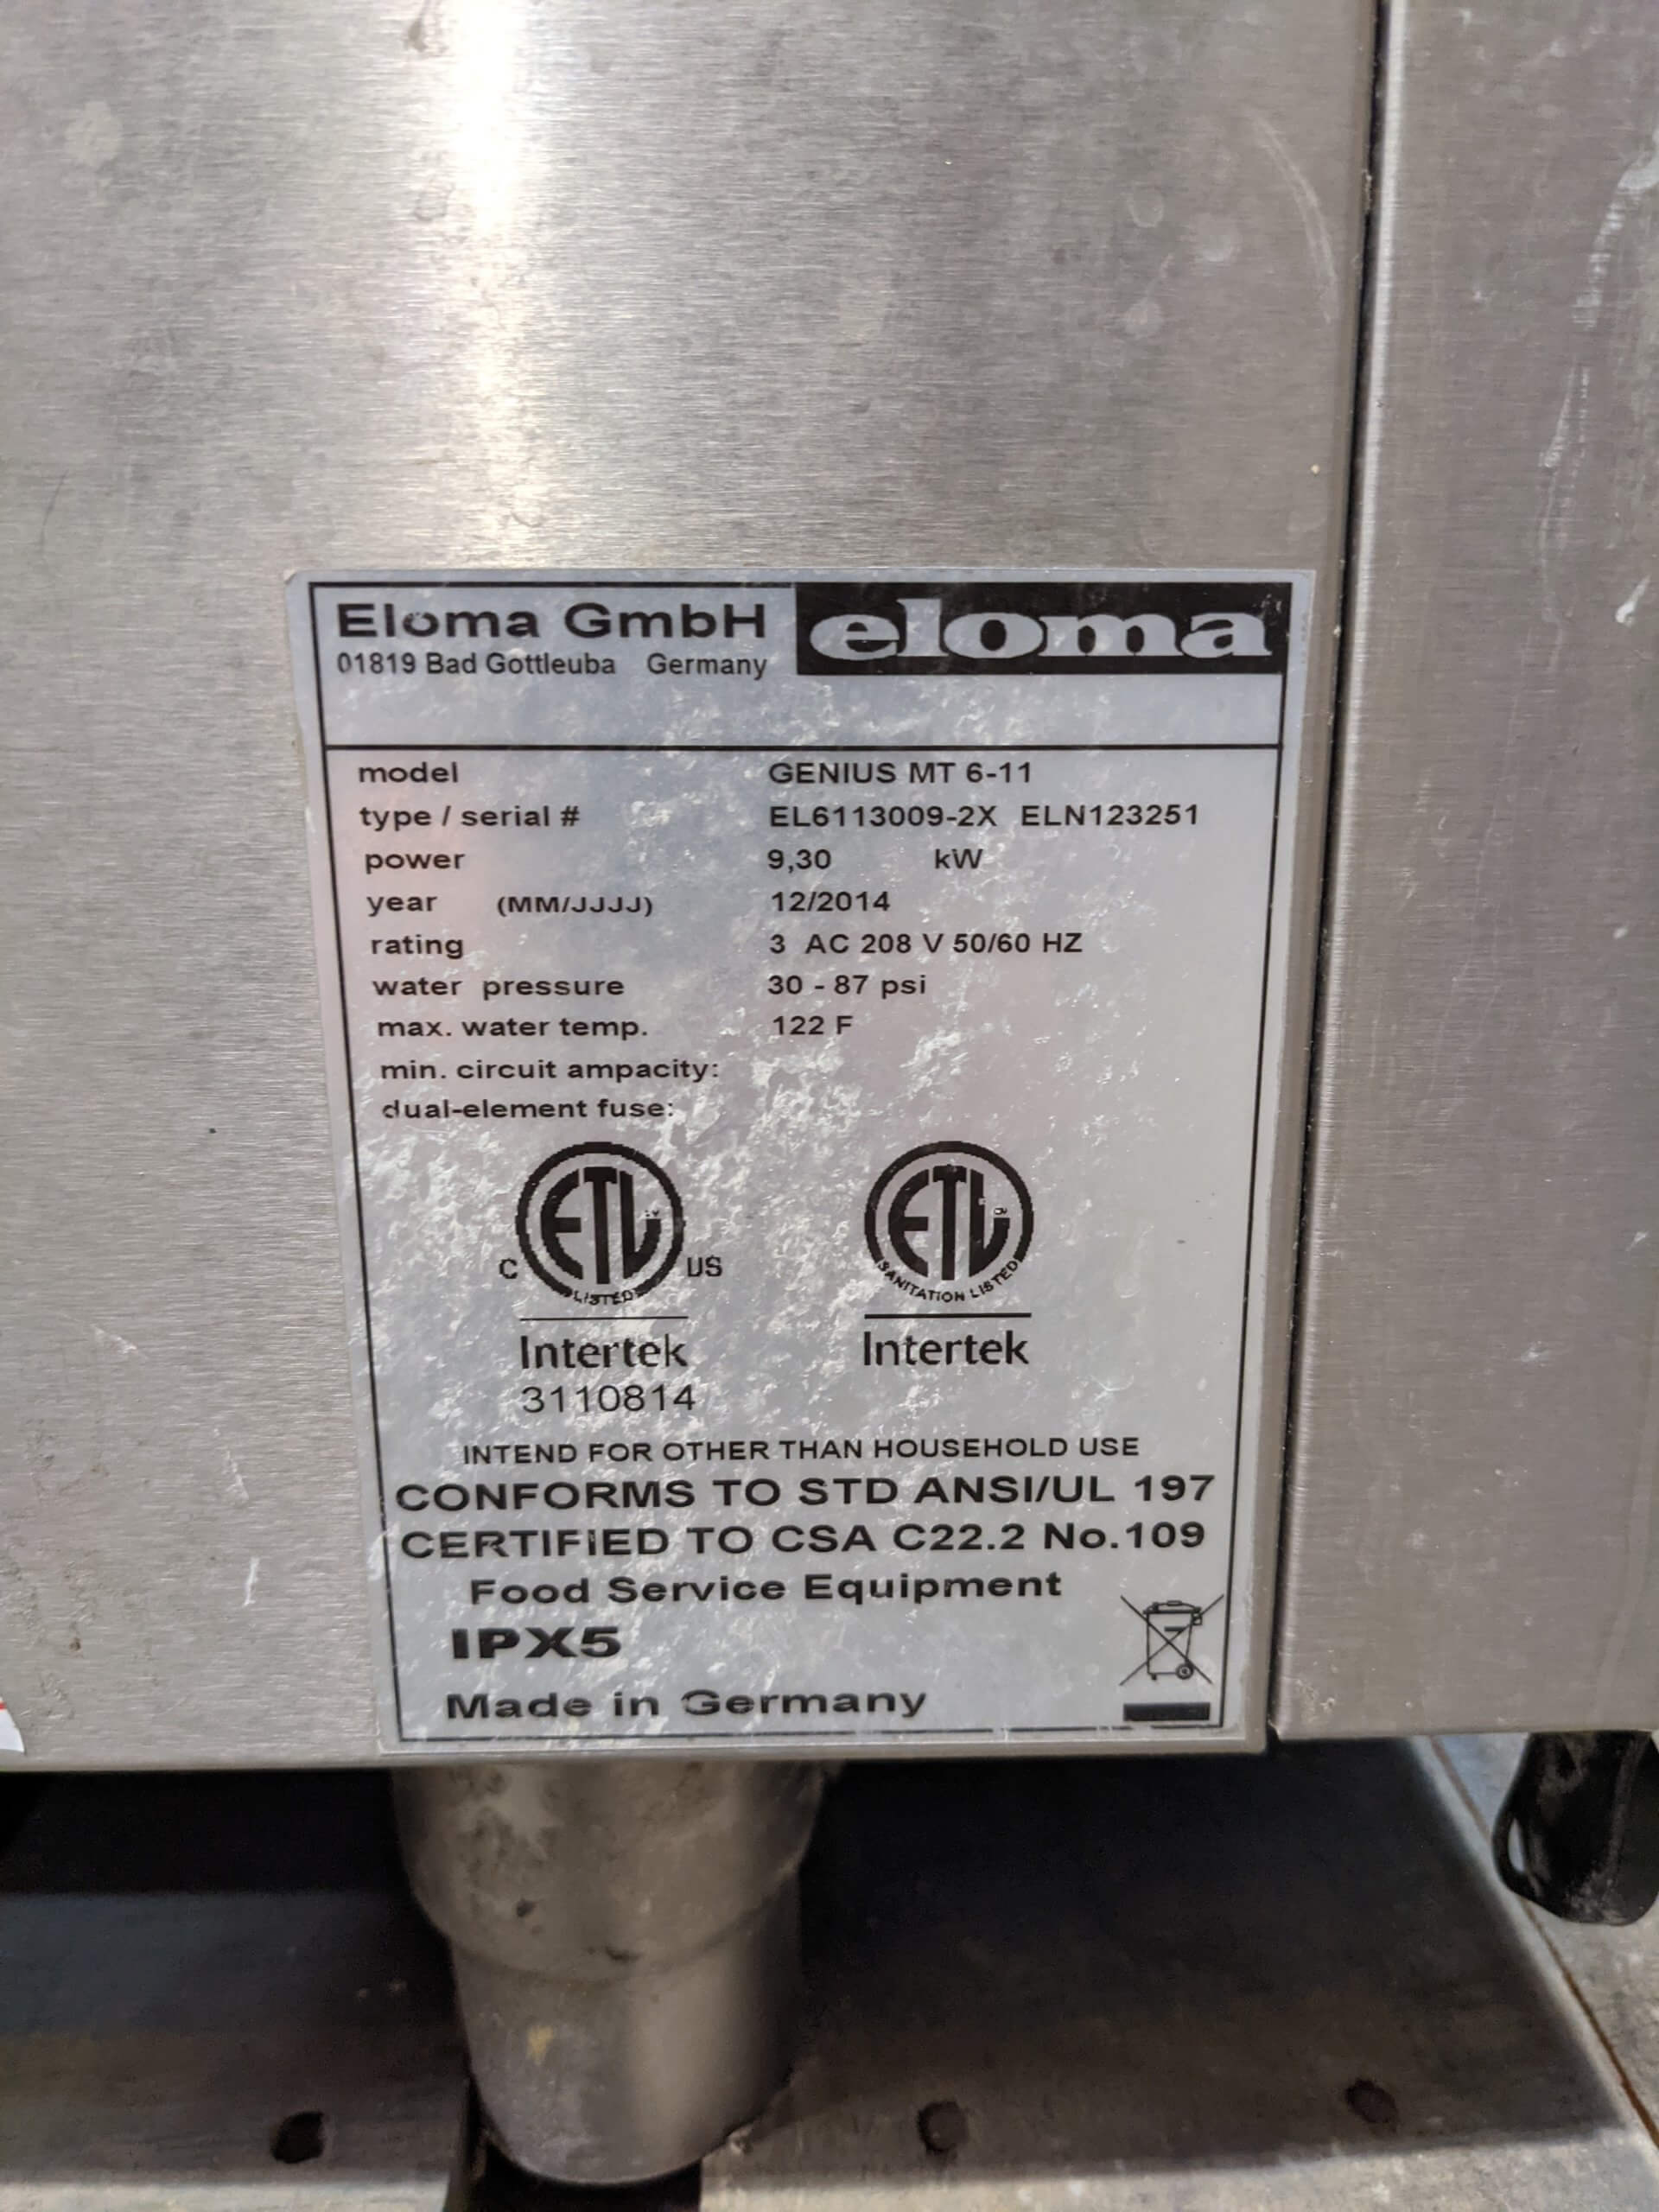 Eloma GmbH eloma
01819 Bad Gottleuba Germany
model GENIUS MT 6-11
type / serial # EL6113009-2X ELN123251
power 9,30 kW
year (MM/JJJJ) 12/2014
rating 3 AC 208 V 50/60 HZ
water pressure 30 - 87 psi
max. water temp. 122 F
min. circuit ampacity:
dual-element fuse:
ETL ETL
C US
LISTED SANITATION LISTED
Intertek Intertek
3110814
INTEND FOR OTHER THAN HOUSEHOLD USE
CONFORMS TO STD ANSI/UL 197
CERTIFIED TO CSA C22.2 No.109
Food Service Equipment
IPX5
Made in Germany